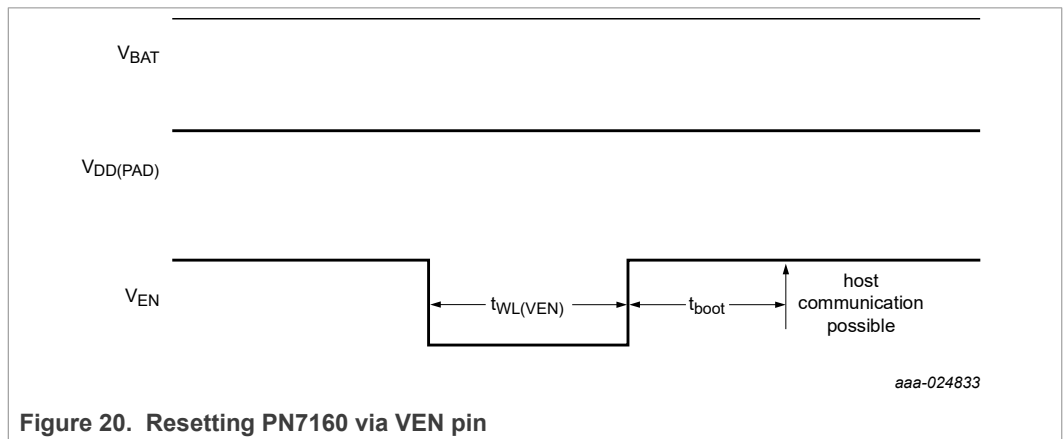 VBAT
VDD(PAD)
VEN
tWL(VEN)
tboot
host
communication
possible
aaa-024833
Figure 20. Resetting PN7160 via VEN pin